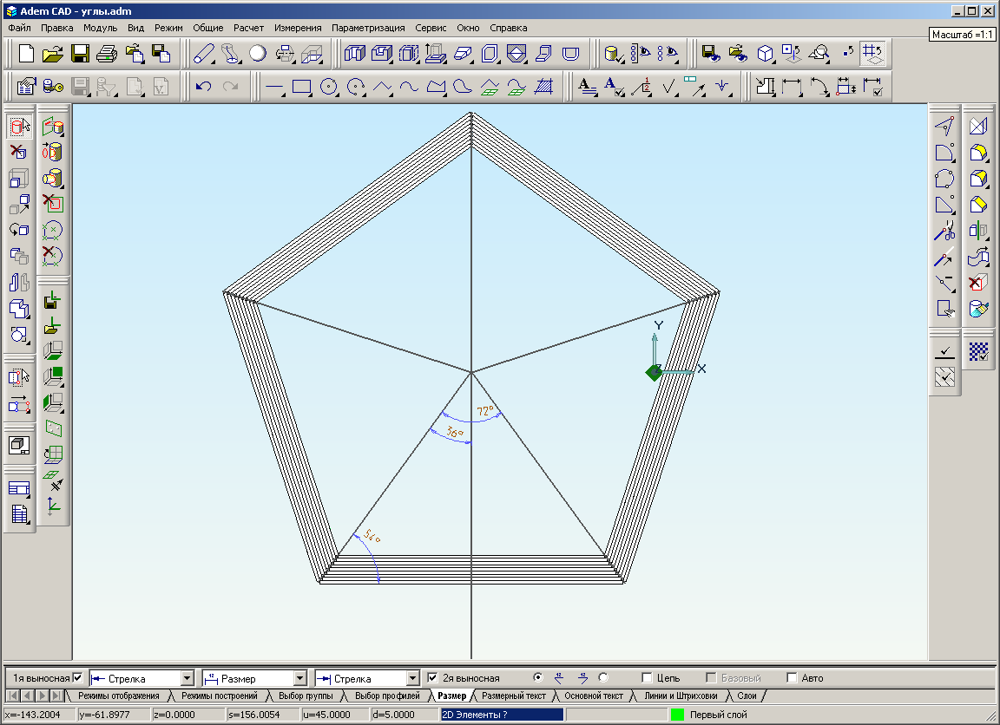 Adem CAD - углы.adm
Файл Правка Модуль Вид Режим Общие Расчет Измерения Параметризация Сервис Окно Справка
Масштаб =1:1
Y
X
72°
36°
54°
1я выносная Стрелка Размер Стрелка 2я выносная Цепь Базовый Авто
Режимы отображения Режимы построений Выбор группы Выбор профилей Размер Размерный текст Основной текст Линии и Штриховки Слои
x=-143.2004 y=-61.8977 z=0.0000 s=156.0054 u=45.0000 d=5.0000 2D Элементы ? Первый слой